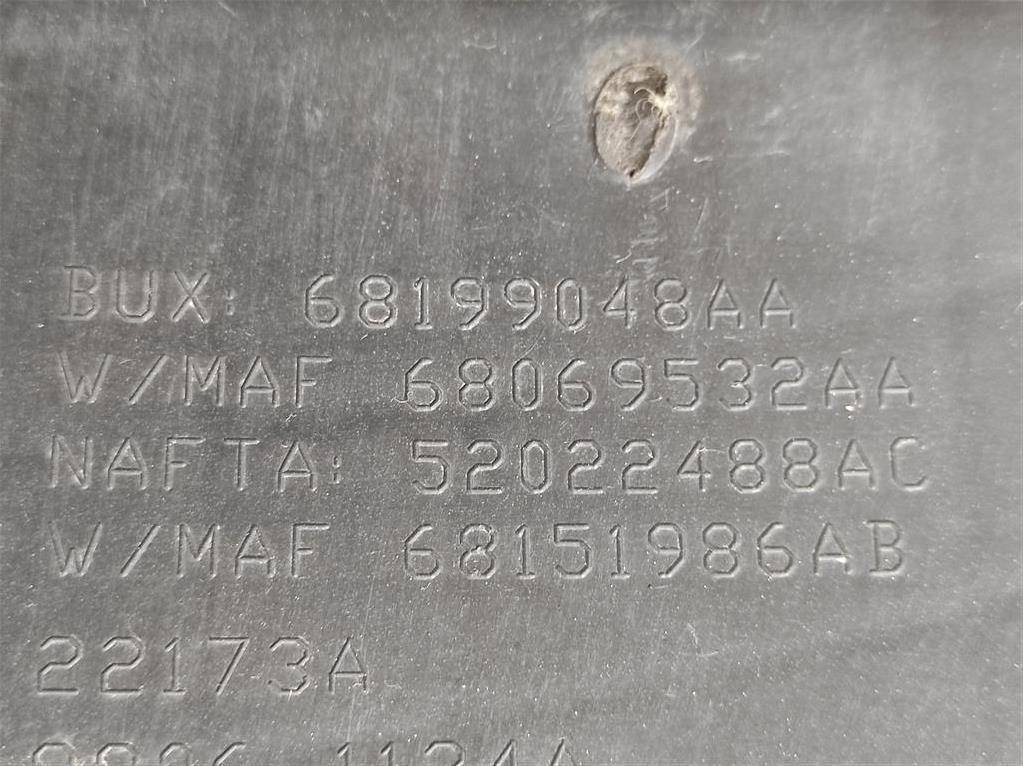 BUX: 68199048AA
W/MAF 68069532AA
NAFTA: 52022488AC
W/MAF 68151986AB
22173A